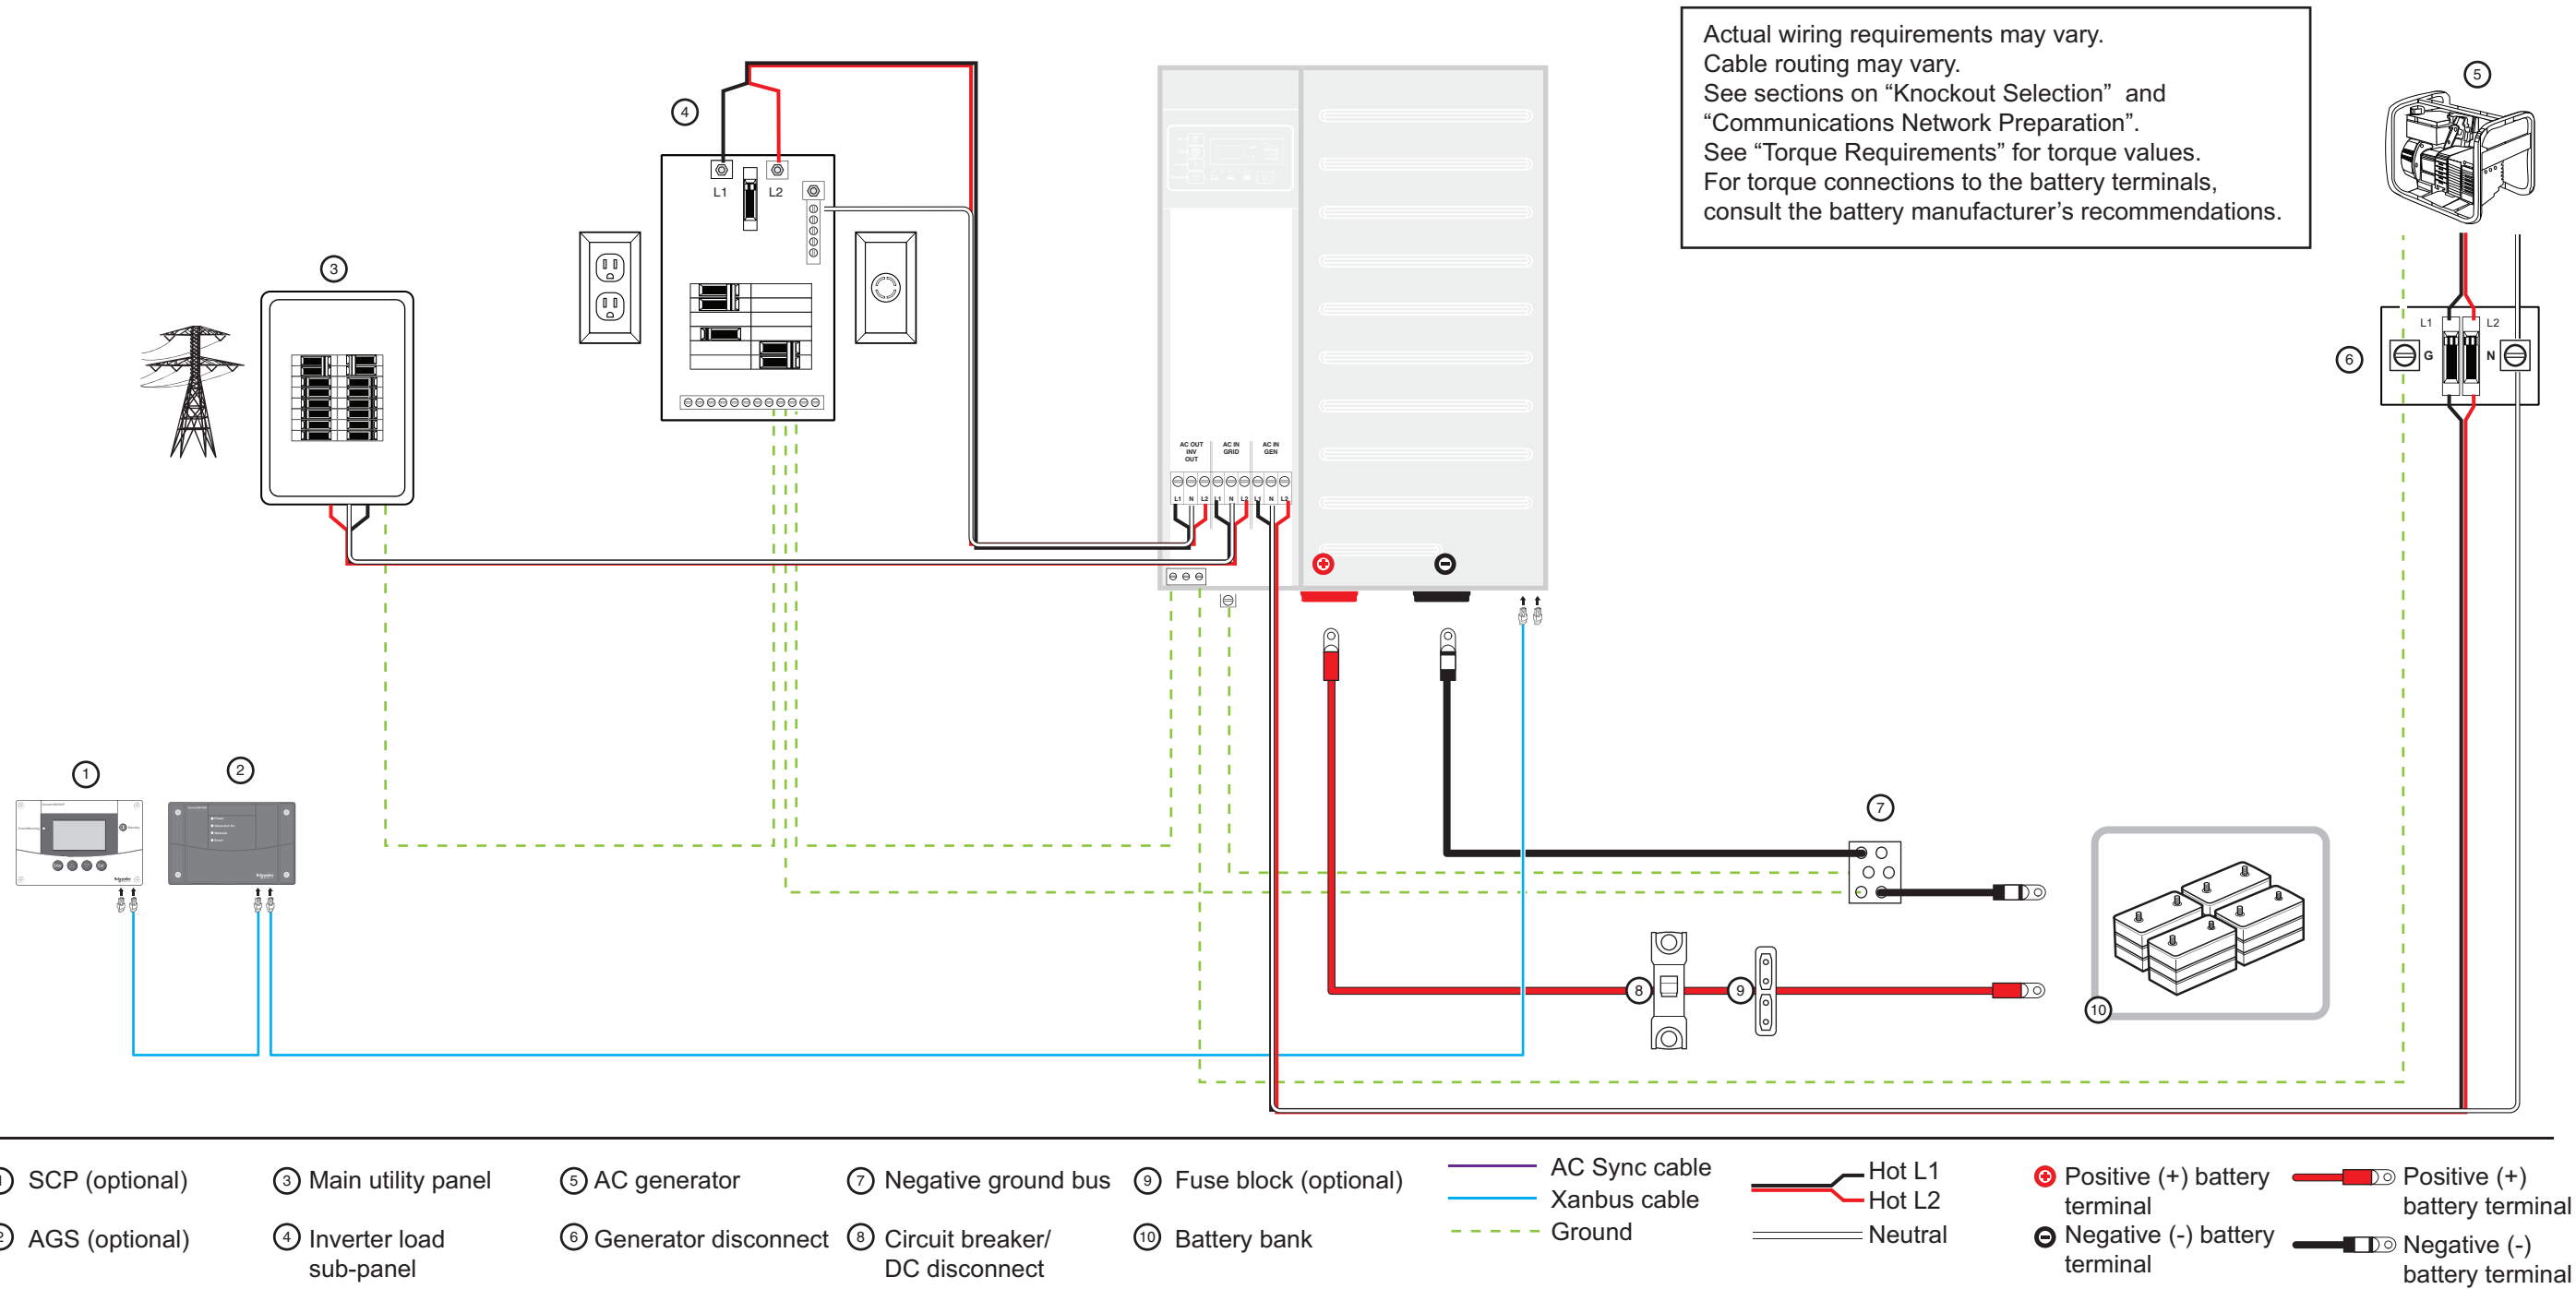 Actual wiring requirements may vary.
Cable routing may vary.
See sections on “Knockout Selection” and
“Communications Network Preparation”.
See “Torque Requirements” for torque values.
For torque connections to the battery terminals,
consult the battery manufacturer’s recommendations.
5
4
L1
L2
3
L1
L2
6
G
N
AC OUT
INV
OUT
AC IN
GRID
AC IN
GEN
L1 N L2 L1 N L2 L1 N L2
1
2
7
8
9
10
SCP (optional)
2 AGS (optional)
3 Main utility panel
4 Inverter load
sub-panel
5 AC generator
6 Generator disconnect
7 Negative ground bus
8 Circuit breaker/
DC disconnect
9 Fuse block (optional)
10 Battery bank
AC Sync cable
Xanbus cable
Ground
Hot L1
Hot L2
Neutral
Positive (+) battery
terminal
Negative (-) battery
terminal
Positive (+)
battery terminal
Negative (-)
battery terminal